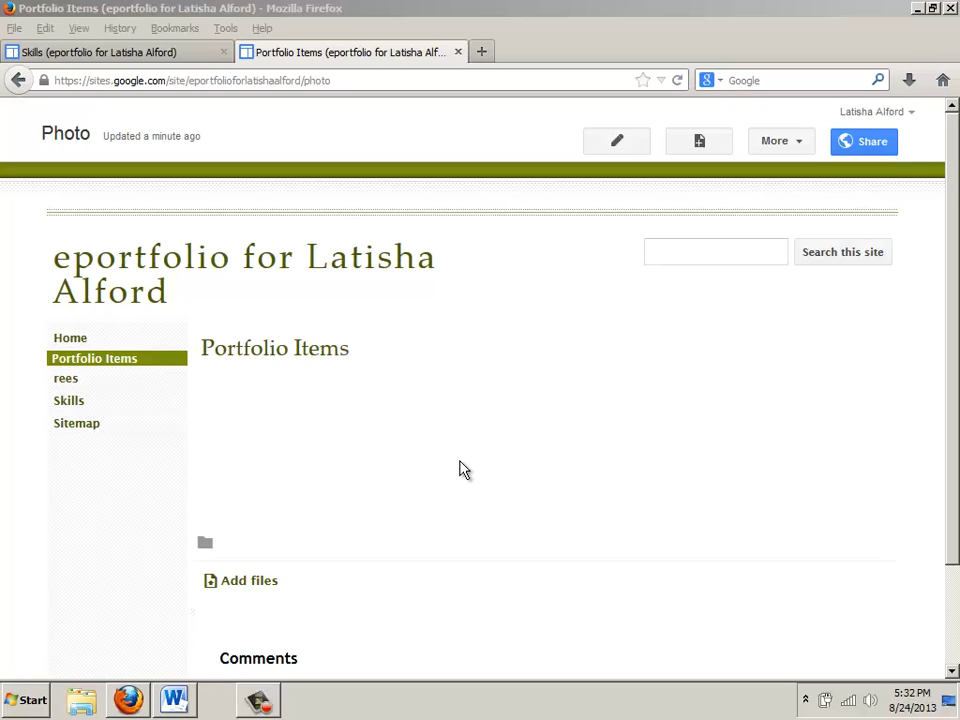 Portfolio Items (eportfolio for Latisha Alford) - Mozilla Firefox
File Edit View History Bookmarks Tools Help
Skills (eportfolio for Latisha Alford) × Portfolio Items (eportfolio for Latisha Alf... × +
https://sites.google.com/site/eportfolioforlatishaalford/photo Google
Latisha Alford
Photo Updated a minute ago More Share
eportfolio for Latisha
Alford
Search this site
Home
Portfolio Items
rees
Skills
Sitemap
Portfolio Items
Add files
Comments
Start
5:32 PM
8/24/2013